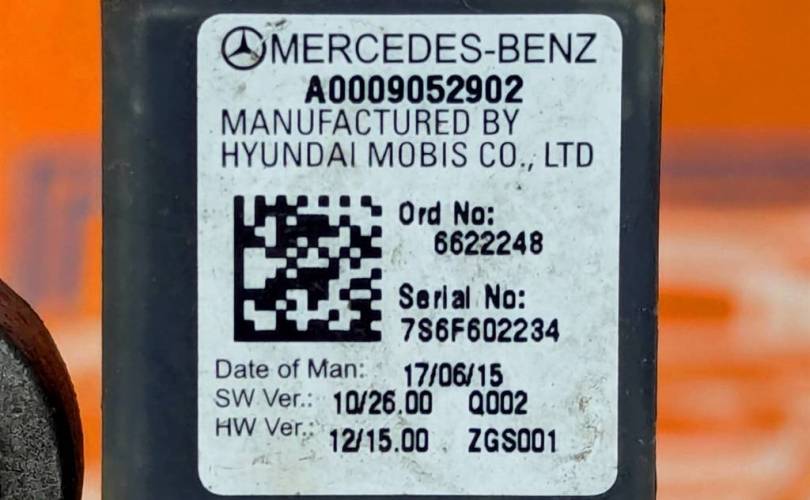 MERCEDES-BENZ
A0009052902
MANUFACTURED BY
HYUNDAI MOBIS CO., LTD
Ord No:
6622248
Serial No:
7S6F602234
Date of Man: 17/06/15
SW Ver.: 10/26.00 Q002
HW Ver.: 12/15.00 ZGS001